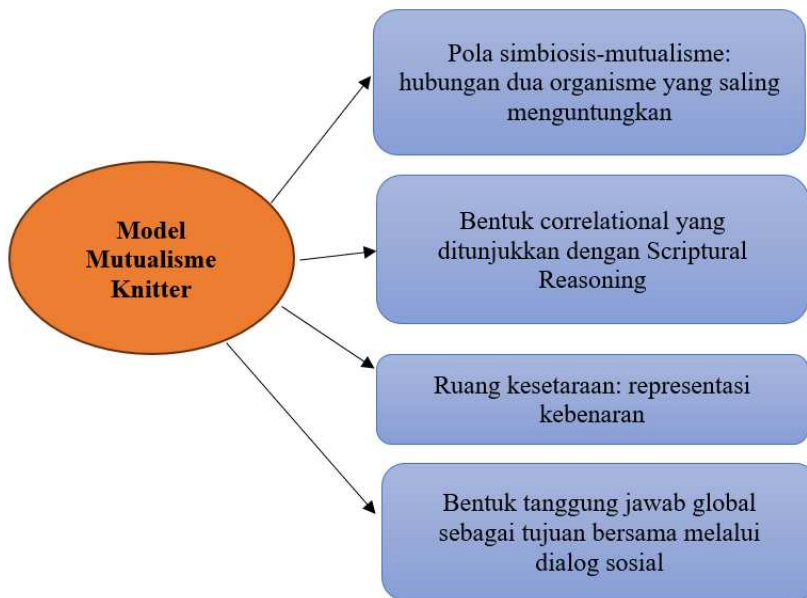 Model
Mutualisme
Knitter
Pola simbiosis-mutualisme:
hubungan dua organisme yang saling
menguntungkan
Bentuk correlational yang
ditunjukkan dengan Scriptural
Reasoning
Ruang kesetaraan: representasi
kebenaran
Bentuk tanggung jawab global
sebagai tujuan bersama melalui
dialog sosial